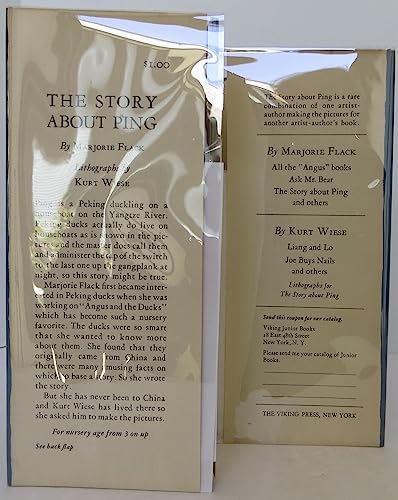 $1.00
THE STORY
ABOUT PING
By MARJORIE FLACK
Lithographs by
KURT WIESE
Ping is a Peking duckling on a
houseboat on the Yangtze River.
Peking ducks actually do live on
houseboats as is shown in the pic-
ture and the master does call them
and administer the tap of the switch
to the last one up the gangplank at
night, so this story might be true.
Marjorie Flack first became inter-
ested in Peking ducks when she was
working on "Angus and the Ducks"
which has become such a nursery
favorite. The ducks were so smart
that she wanted to know more
about them. She found that they
originally came from China and
there were many amusing facts on
which to base a story. So she wrote
the story.
But she has never been to China
and Kurt Wiese has lived there so
she asked him to make the pictures.
For nursery age from 3 on up
See back flap
The Story about Ping is a rare
combination of one artist-
author making the pictures for
another artist-author's book.
By MARJORIE FLACK
All the "Angus" books
Ask Mr. Bear
The Story about Ping
and others
By KURT WIESE
Liang and Lo
Joe Buys Nails
and others
Lithographs for
The Story about Ping
Send this coupon for our catalog.
Viking Junior Books
18 East 48th Street
New York, N. Y.
Please send me your catalog of Junior
Books.
THE VIKING PRESS, NEW YORK